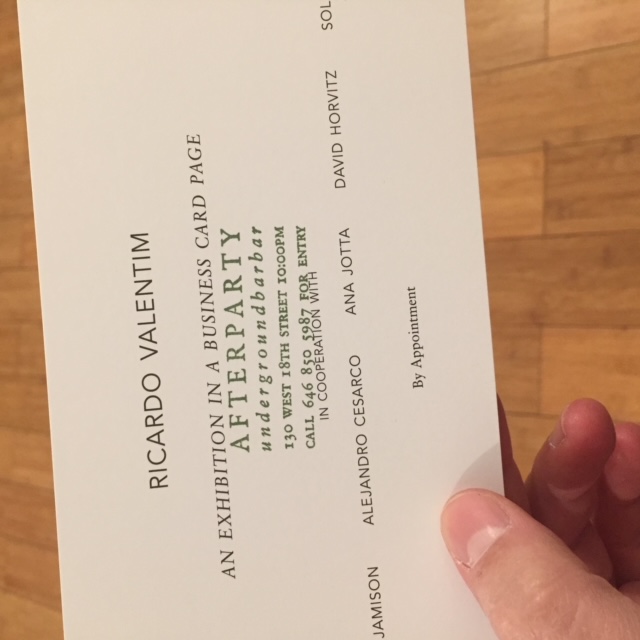 RICARDO VALENTIM
AN EXHIBITION IN A BUSINESS CARD PAGE
AFTERPARTY
undergroundbarbar
130 WEST 18TH STREET 10:00PM
CALL 646 850 5987 FOR ENTRY
IN COOPERATION WITH
JAMISON ALEJANDRO CESARCO ANA JOTTA DAVID HORVITZ SOL
By Appointment